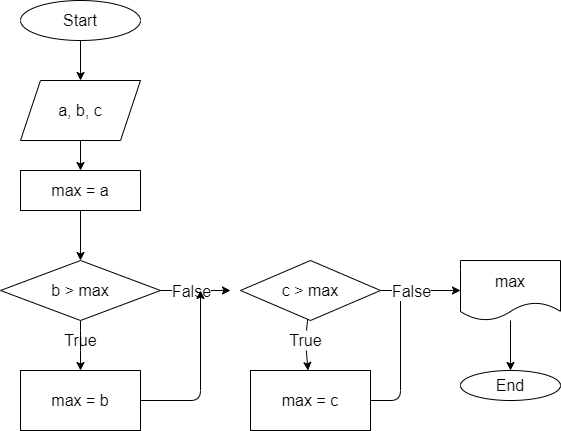 Start
a, b, c
max = a
b > max
False
c > max
False
max
True
True
max = b
max = c
End